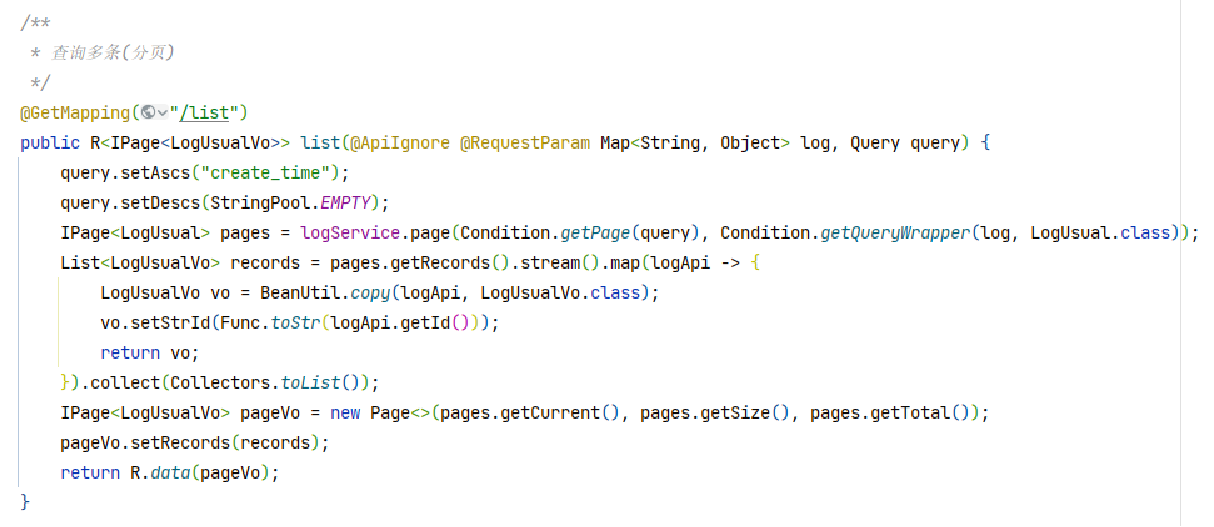 /**
 * 查询多条(分页)
 */
@GetMapping("/list")
public R<IPage<LogUsualVo>> list(@ApiIgnore @RequestParam Map<String, Object> log, Query query) {
    query.setAscs("create_time");
    query.setDescs(StringPool.EMPTY);
    IPage<LogUsual> pages = logService.page(Condition.getPage(query), Condition.getQueryWrapper(log, LogUsual.class));
    List<LogUsualVo> records = pages.getRecords().stream().map(logApi -> {
        LogUsualVo vo = BeanUtil.copy(logApi, LogUsualVo.class);
        vo.setStrId(Func.toStr(logApi.getId()));
        return vo;
    }).collect(Collectors.toList());
    IPage<LogUsualVo> pageVo = new Page<>(pages.getCurrent(), pages.getSize(), pages.getTotal());
    pageVo.setRecords(records);
    return R.data(pageVo);
}